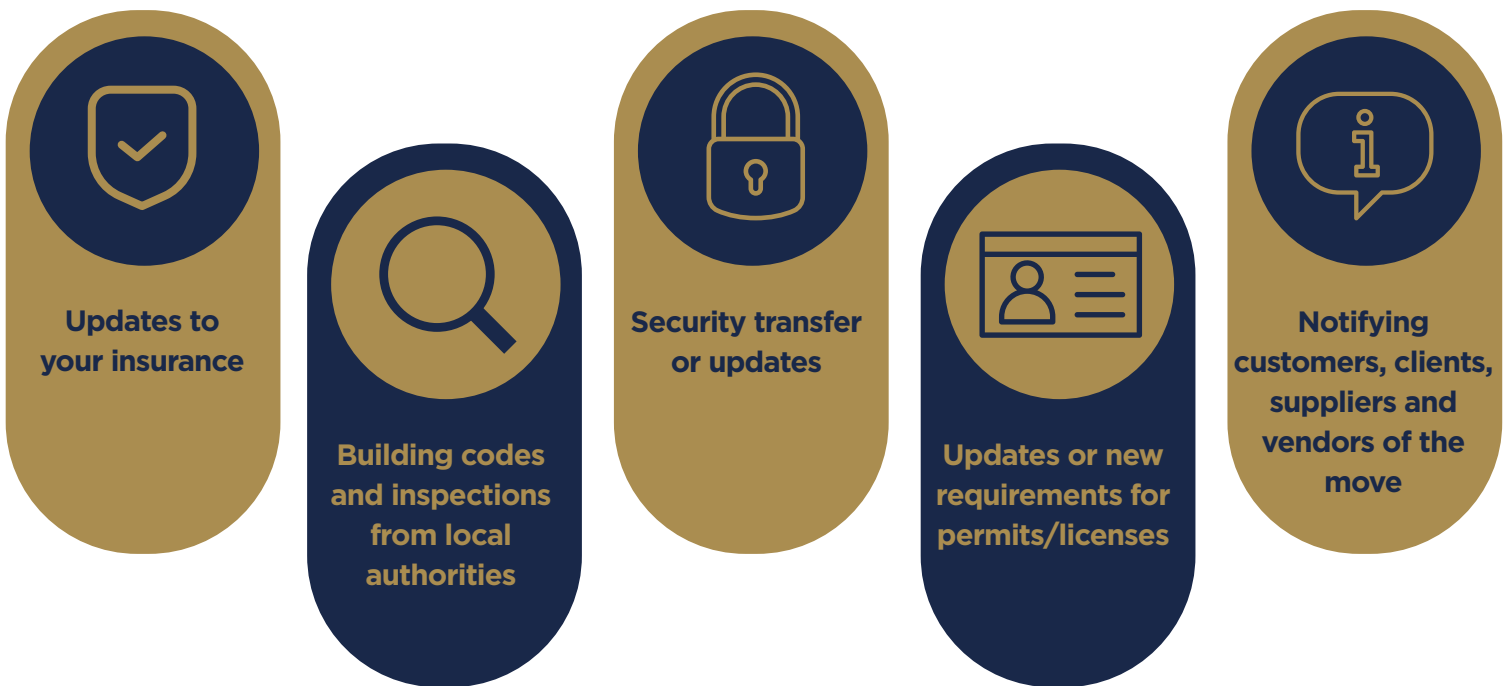 Updates to
your insurance
Building codes
and inspections
from local
authorities
Security transfer
or updates
Updates or new
requirements for
permits/licenses
Notifying
customers, clients,
suppliers and
vendors of the
move